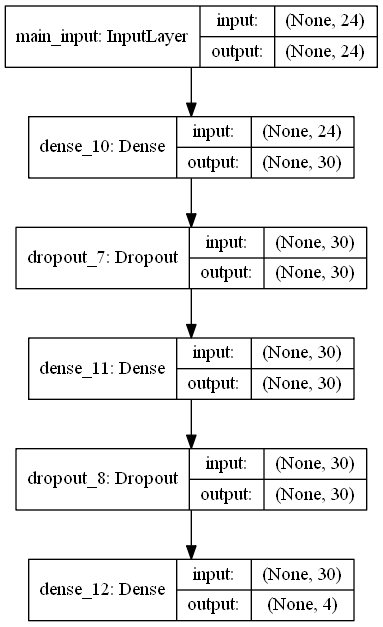 main_input: InputLayer
input: (None, 24)
output: (None, 24)
dense_10: Dense
input: (None, 24)
output: (None, 30)
dropout_7: Dropout
input: (None, 30)
output: (None, 30)
dense_11: Dense
input: (None, 30)
output: (None, 30)
dropout_8: Dropout
input: (None, 30)
output: (None, 30)
dense_12: Dense
input: (None, 30)
output: (None, 4)